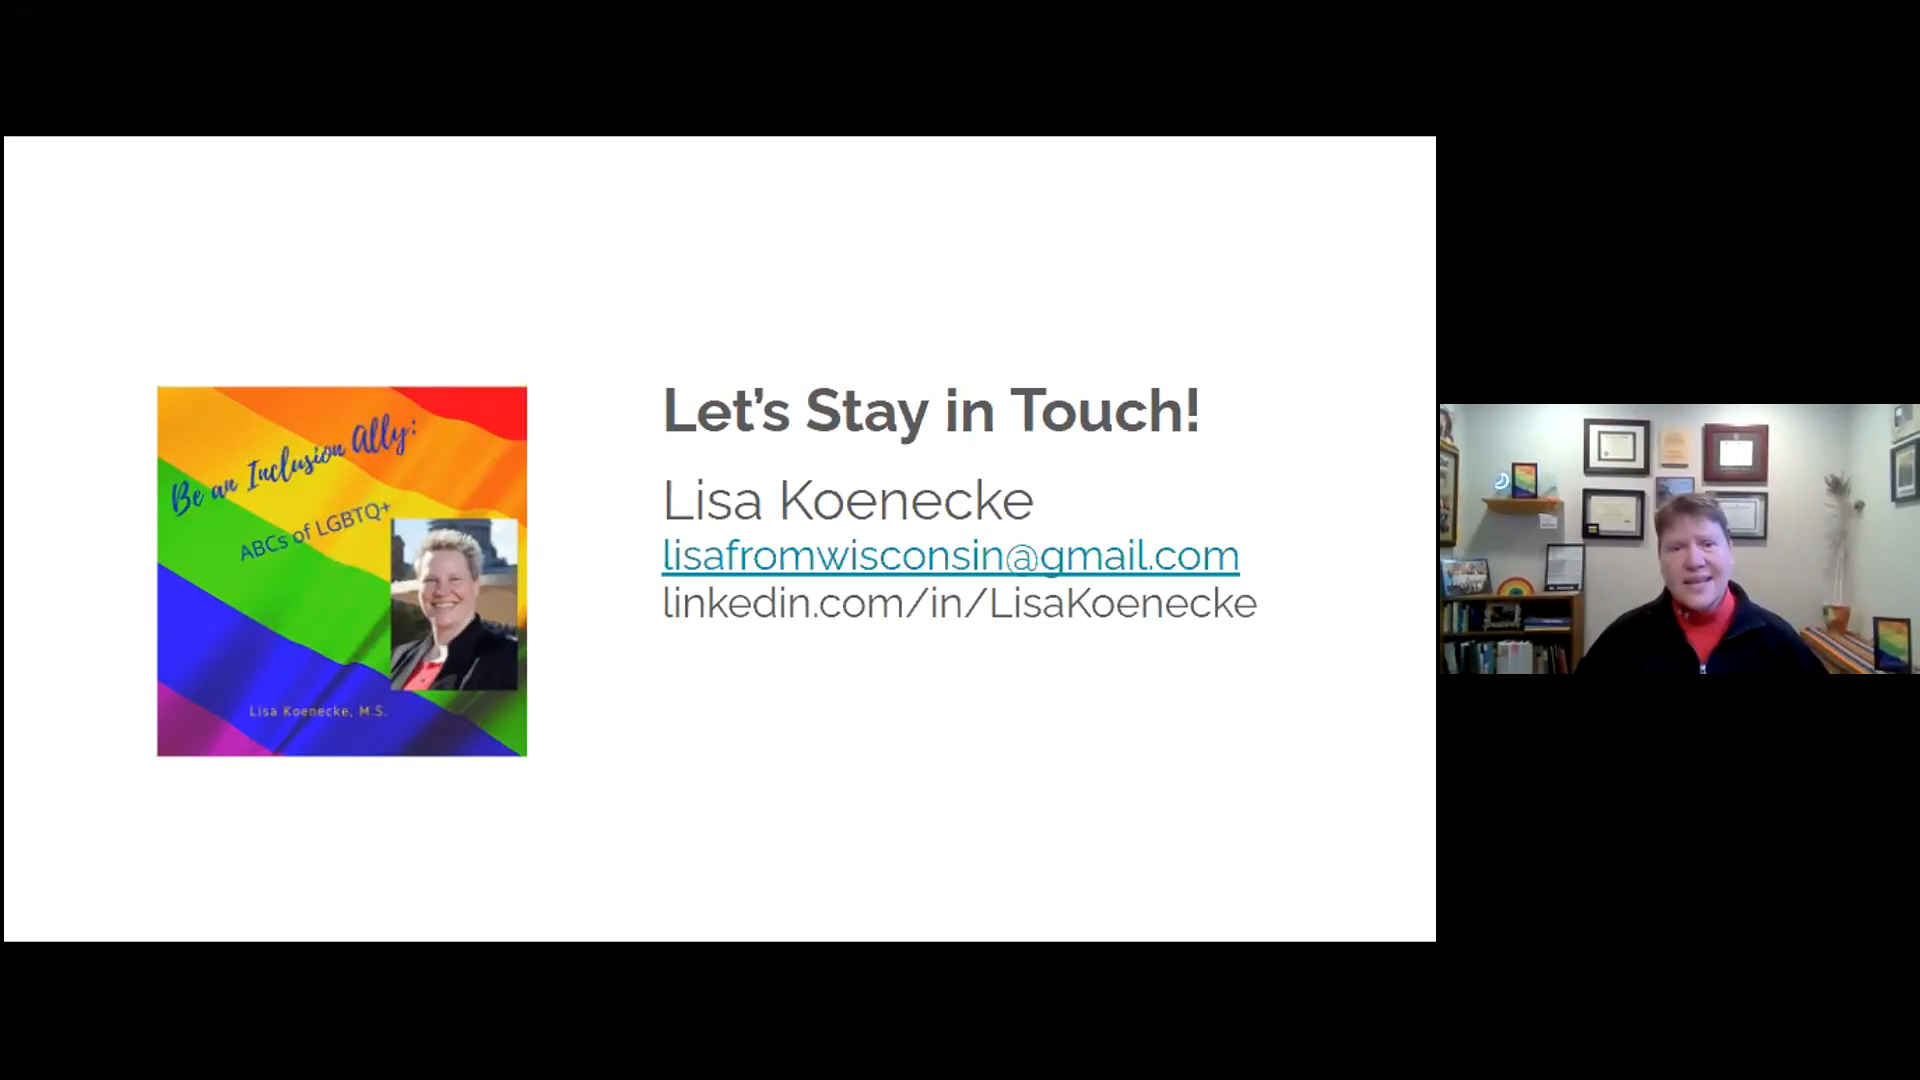 Be an Inclusion Ally:
ABCs of LGBTQ+
Lisa Koenecke, M.S.
Let's Stay in Touch!
Lisa Koenecke
lisafromwisconsin@gmail.com
linkedin.com/in/LisaKoenecke